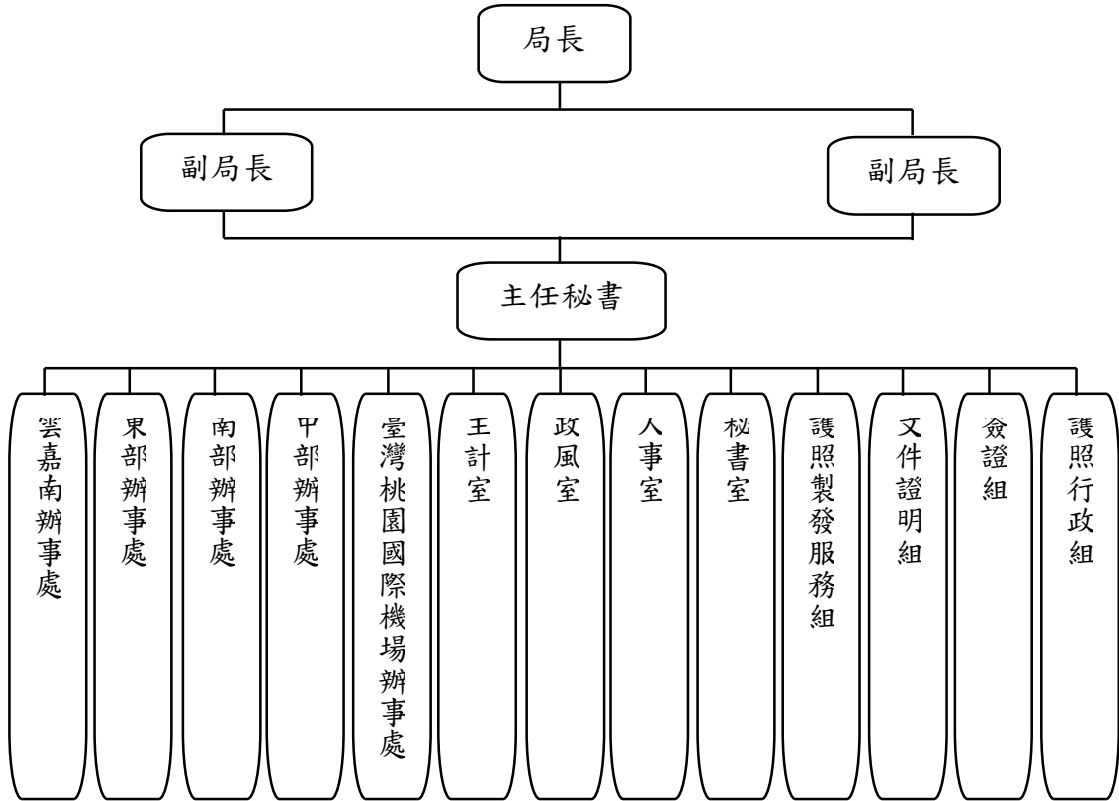 局長
副局長
副局長
主任秘書
雲嘉南辦事處
東部辦事處
南部辦事處
中部辦事處
臺灣桃園國際機場辦事處
主計室
政風室
人事室
秘書室
護照製發服務組
文件證明組
簽證組
護照行政組